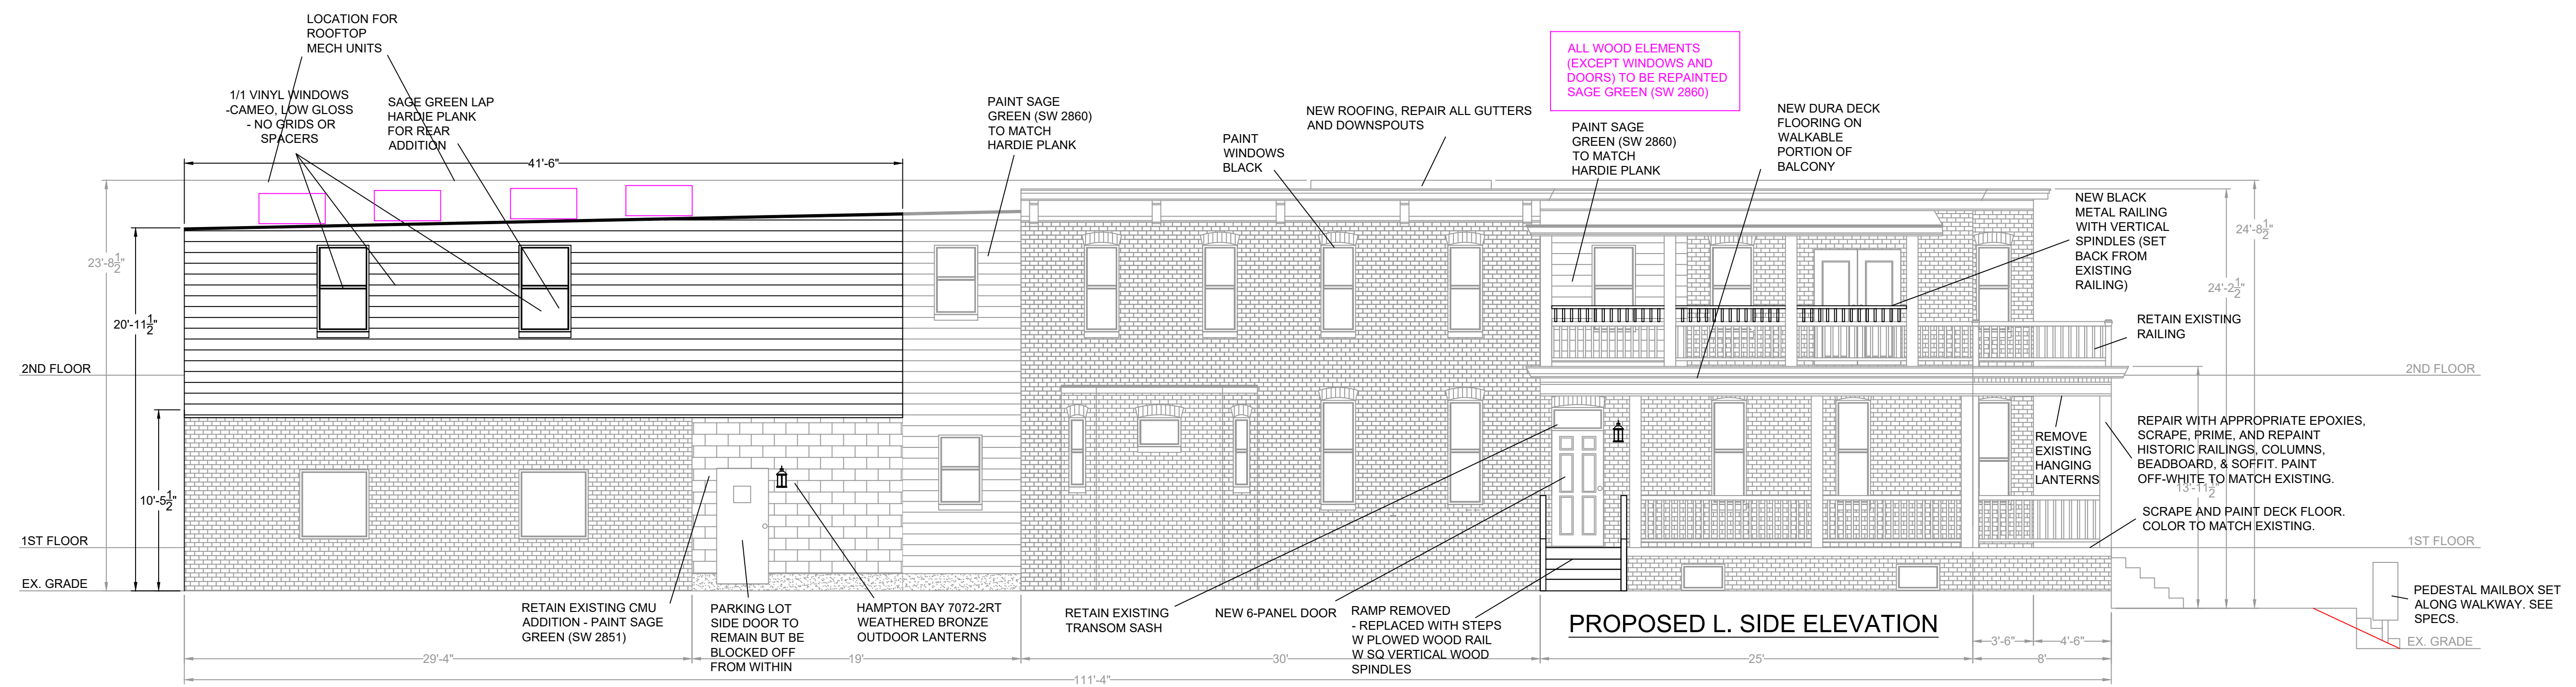 LOCATION FOR
ROOFTOP
MECH UNITS
1/1 VINYL WINDOWS
-CAMEO, LOW GLOSS
- NO GRIDS OR
SPACERS
SAGE GREEN LAP
HARDIE PLANK
FOR REAR
ADDITION
41'-6"
PAINT SAGE
GREEN (SW 2860)
TO MATCH
HARDIE PLANK
PAINT
WINDOWS
BLACK
NEW ROOFING, REPAIR ALL GUTTERS
AND DOWNSPOUTS
ALL WOOD ELEMENTS
(EXCEPT WINDOWS AND
DOORS) TO BE REPAINTED
SAGE GREEN (SW 2860)
PAINT SAGE
GREEN (SW 2860)
TO MATCH
HARDIE PLANK
NEW DURA DECK
FLOORING ON
WALKABLE
PORTION OF
BALCONY
NEW BLACK
METAL RAILING
WITH VERTICAL
SPINDLES (SET
BACK FROM
EXISTING
RAILING)
24'-8 1/2"
24'-2 1/2"
23'-8 1/2"
20'-11 1/2"
RETAIN EXISTING
RAILING
2ND FLOOR
2ND FLOOR
10'-5 1/2"
REMOVE
EXISTING
HANGING
LANTERNS
REPAIR WITH APPROPRIATE EPOXIES,
SCRAPE, PRIME, AND REPAINT
HISTORIC RAILINGS, COLUMNS,
BEADBOARD, & SOFFIT. PAINT
OFF-WHITE TO MATCH EXISTING.
13'-11 1/2"
SCRAPE AND PAINT DECK FLOOR.
COLOR TO MATCH EXISTING.
1ST FLOOR
1ST FLOOR
EX. GRADE
RETAIN EXISTING CMU
ADDITION - PAINT SAGE
GREEN (SW 2851)
PARKING LOT
SIDE DOOR TO
REMAIN BUT BE
BLOCKED OFF
FROM WITHIN
HAMPTON BAY 7072-2RT
WEATHERED BRONZE
OUTDOOR LANTERNS
RETAIN EXISTING
TRANSOM SASH
NEW 6-PANEL DOOR
RAMP REMOVED
- REPLACED WITH STEPS
W PLOWED WOOD RAIL
W SQ VERTICAL WOOD
SPINDLES
PROPOSED L. SIDE ELEVATION
PEDESTAL MAILBOX SET
ALONG WALKWAY. SEE
SPECS.
EX. GRADE
3'-6"
4'-6"
29'-4"
19'
30'
25'
8'
111'-4"